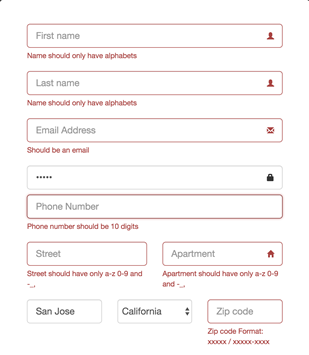 First name
Name should only have alphabets
Last name
Name should only have alphabets
Email Address
Should be an email
•••••
Phone Number
Phone number should be 10 digits
Street Apartment
Street should have only a-z 0-9 and Apartment should have only a-z 0-9
-_, and -_,
San Jose California Zip code
Zip code Format:
xxxxx / xxxxx-xxxx